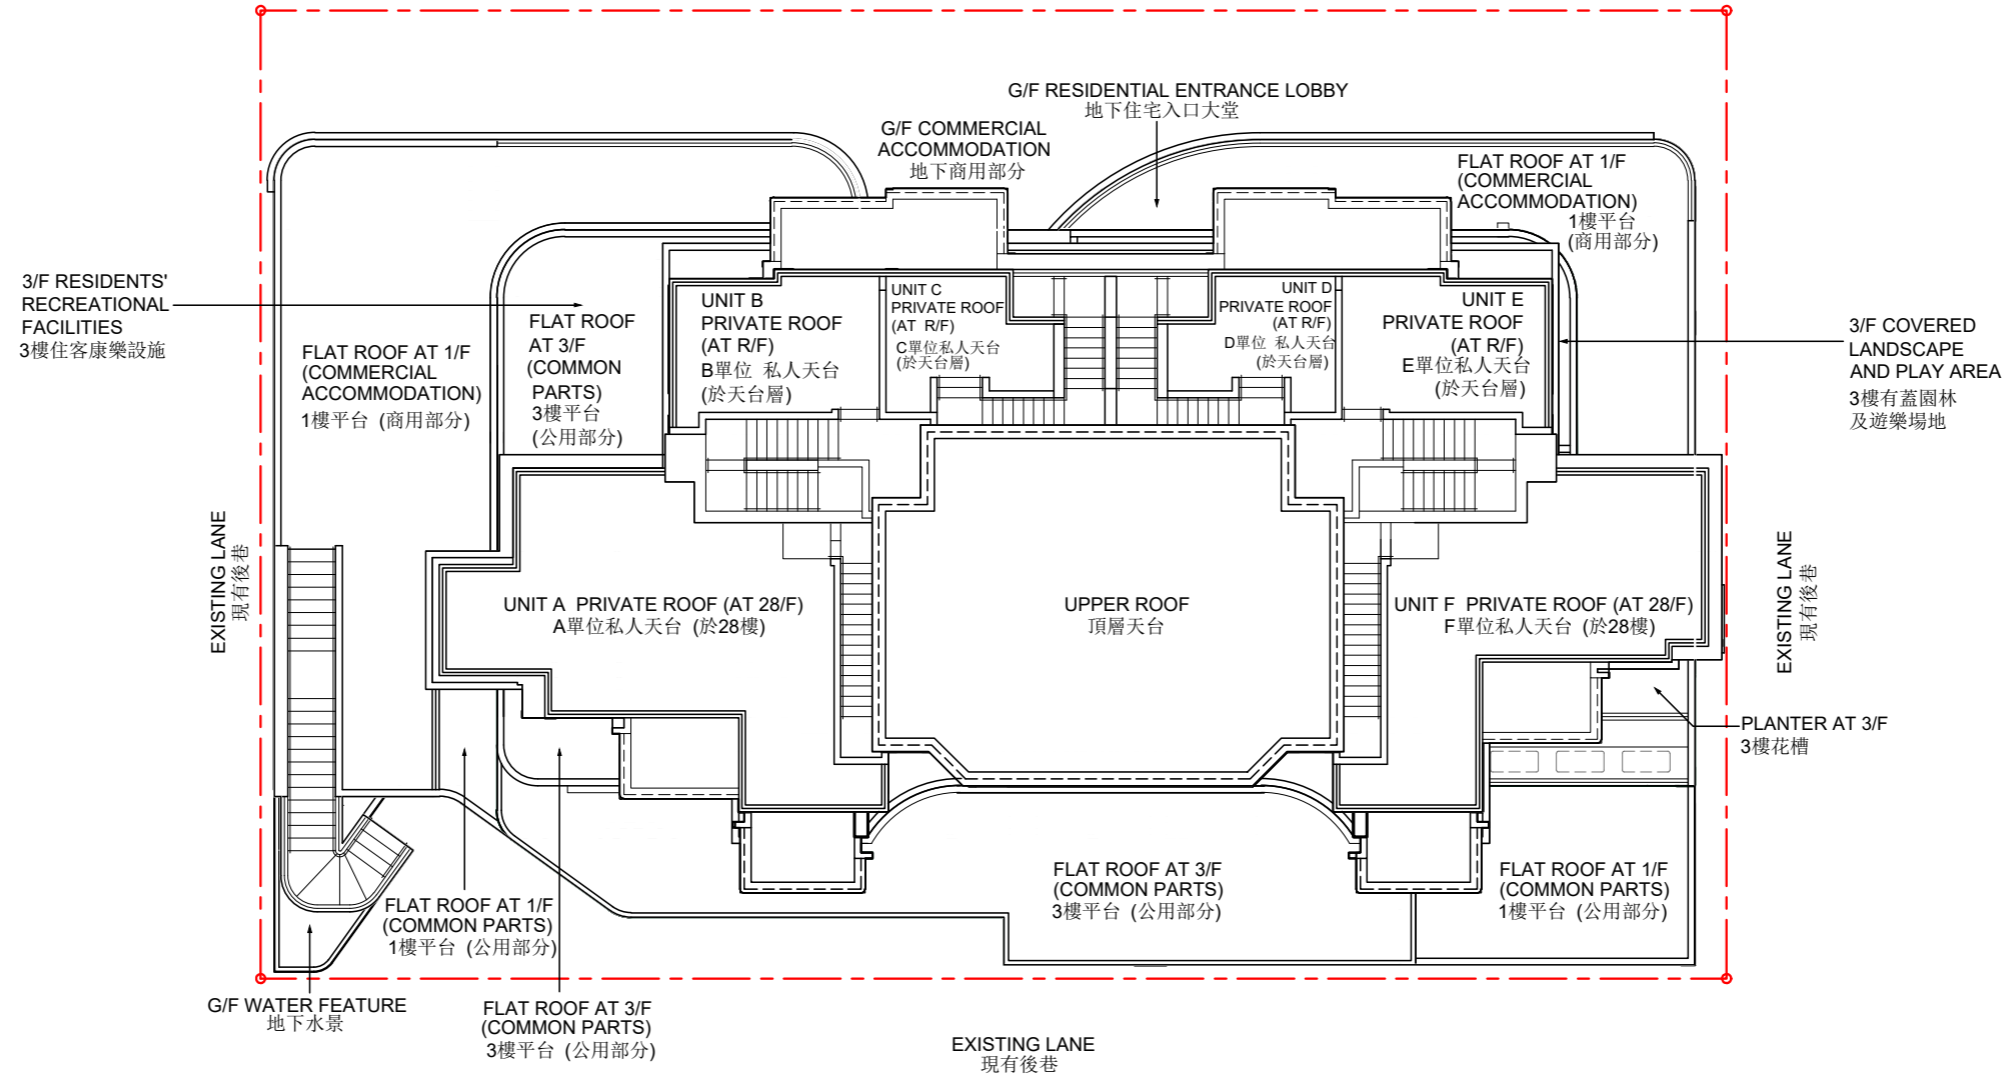 G/F RESIDENTIAL ENTRANCE LOBBY
地下住宅入口大堂
G/F COMMERCIAL
ACCOMMODATION
地下商用部分
FLAT ROOF AT 1/F
(COMMERCIAL
ACCOMMODATION)
1樓平台
(商用部分)
3/F RESIDENTS'
RECREATIONAL
FACILITIES
3樓住客康樂設施
FLAT ROOF AT 1/F
(COMMERCIAL
ACCOMMODATION)
1樓平台 (商用部分)
FLAT ROOF
AT 3/F
(COMMON
PARTS)
3樓平台
(公用部分)
UNIT B
PRIVATE ROOF
(AT R/F)
B單位 私人天台
(於天台層)
UNIT C
PRIVATE ROOF
(AT R/F)
C單位私人天台
(於天台層)
UNIT D
PRIVATE ROOF
(AT R/F)
D單位 私人天台
(於天台層)
UNIT E
PRIVATE ROOF
(AT R/F)
E單位私人天台
(於天台層)
3/F COVERED
LANDSCAPE
AND PLAY AREA
3樓有蓋園林
及遊樂場地
EXISTING LANE
現有後巷
UNIT A PRIVATE ROOF (AT 28/F)
A單位私人天台 (於28樓)
UPPER ROOF
頂層天台
UNIT F PRIVATE ROOF (AT 28/F)
F單位私人天台 (於28樓)
EXISTING LANE
現有後巷
PLANTER AT 3/F
3樓花槽
FLAT ROOF AT 1/F
(COMMON PARTS)
1樓平台 (公用部分)
FLAT ROOF AT 3/F
(COMMON PARTS)
3樓平台 (公用部分)
FLAT ROOF AT 1/F
(COMMON PARTS)
1樓平台 (公用部分)
G/F WATER FEATURE
地下水景
FLAT ROOF AT 3/F
(COMMON PARTS)
3樓平台 (公用部分)
EXISTING LANE
現有後巷